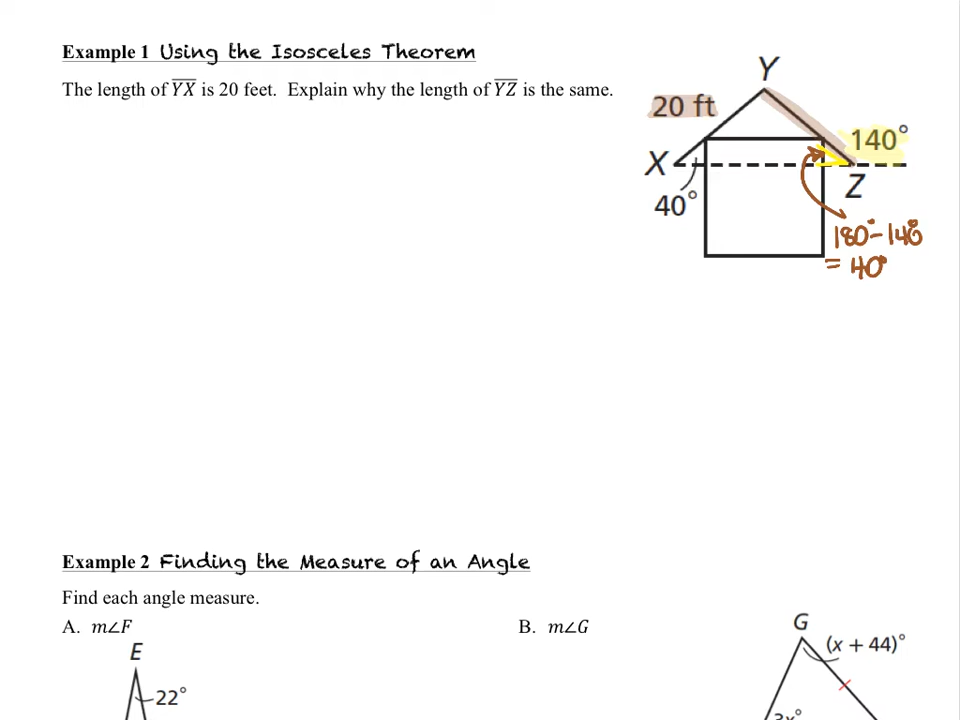 Example 1 Using the Isosceles Theorem
The length of YX is 20 feet. Explain why the length of YZ is the same.
Y
20 ft
140°
X
Z
40°
180° - 140°
= 40°
Example 2 Finding the Measure of an Angle
Find each angle measure.
A. m∠F
B. m∠G
E
22°
G
(x + 44)°
3x°